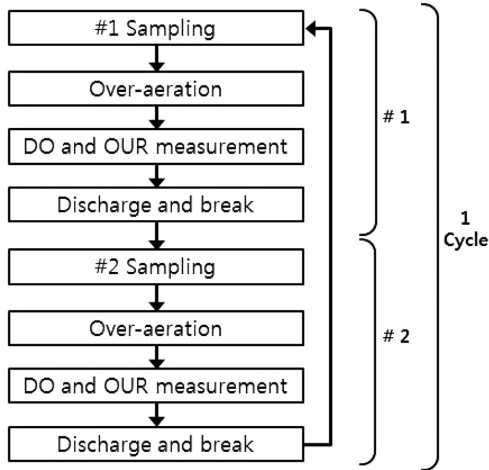 #1 Sampling
Over-aeration
DO and OUR measurement
Discharge and break
#2 Sampling
Over-aeration
DO and OUR measurement
Discharge and break
# 1
# 2
1
Cycle